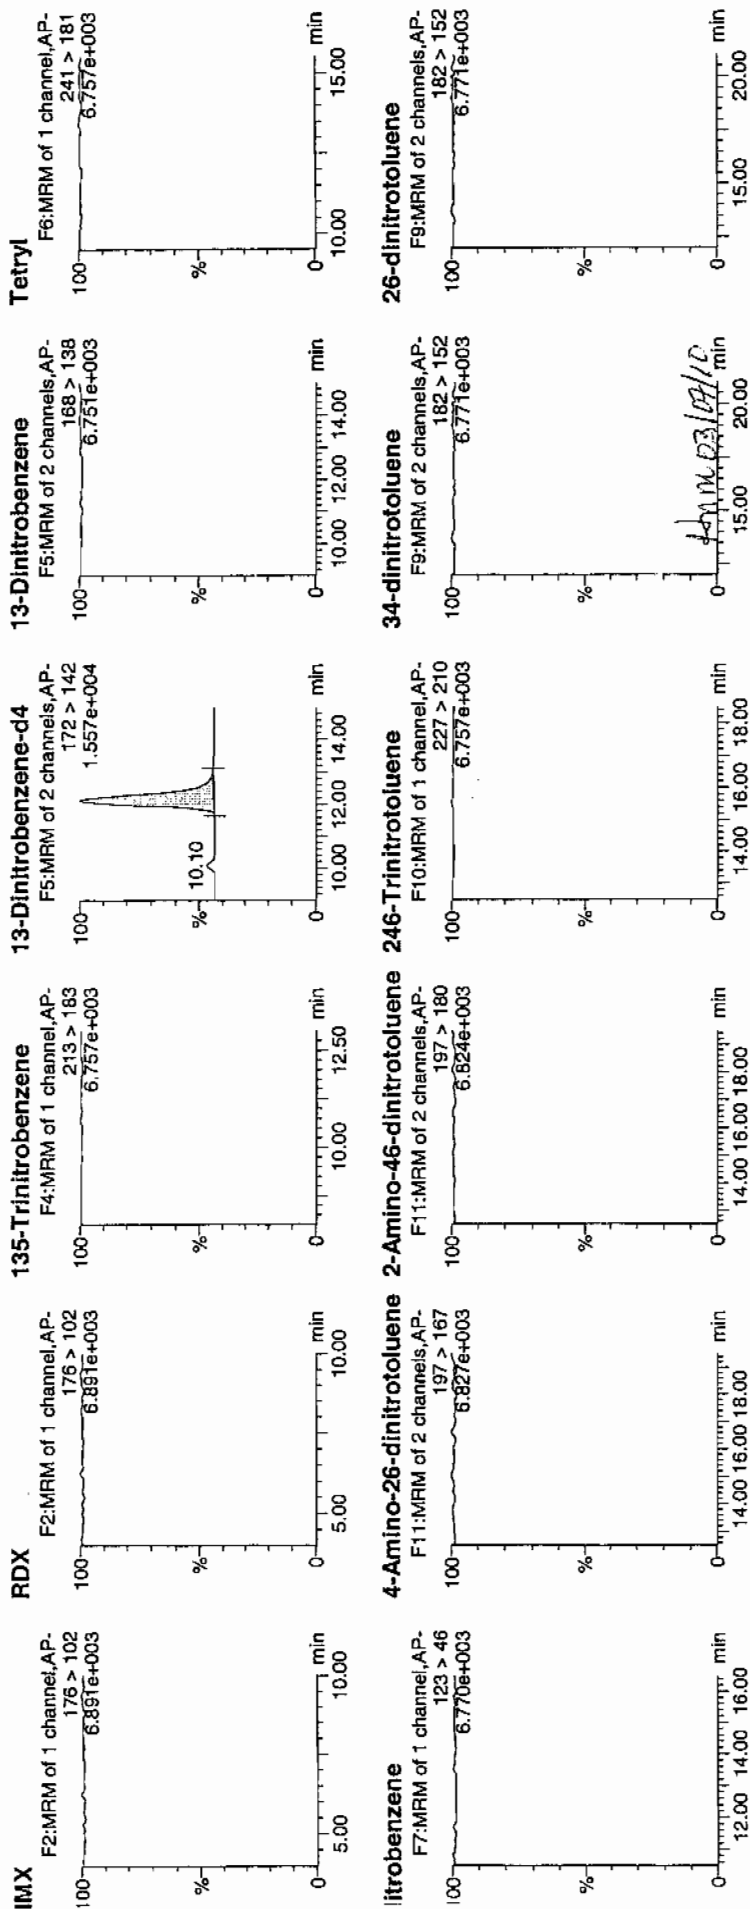 IMX
F2:MRM of 1 channel,AP-
176 > 102
6.891e+003
100
%
0
5.00
10.00
min
RDX
F2:MRM of 1 channel,AP-
176 > 102
6.891e+003
100
%
0
5.00
10.00
min
135-Trinitrobenzene
F4:MRM of 1 channel,AP-
213 > 183
6.757e+003
100
%
0
10.00
12.50
min
13-Dinitrobenzene-d4
F5:MRM of 2 channels,AP-
172 > 142
1.557e+004
100
%
10.10
0
10.00
12.00
14.00
min
13-Dinitrobenzene
F5:MRM of 2 channels,AP-
168 > 138
6.751e+003
100
%
0
10.00
12.00
14.00
min
Tetryl
F6:MRM of 1 channel,AP-
241 > 181
6.757e+003
100
%
0
10.00
15.00
min
litrobenzene
F7:MRM of 1 channel,AP-
123 > 46
6.770e+003
100
%
0
12.00
14.00
16.00
min
4-Amino-26-dinitrotoluene
F11:MRM of 2 channels,AP-
197 > 167
6.827e+003
100
%
0
14.00
16.00
18.00
min
2-Amino-46-dinitrotoluene
F11:MRM of 2 channels,AP-
197 > 180
6.824e+003
100
%
0
14.00
16.00
18.00
min
246-Trinitrotoluene
F10:MRM of 1 channel,AP-
227 > 210
6.757e+003
100
%
0
14.00
16.00
18.00
min
34-dinitrotoluene
F9:MRM of 2 channels,AP-
182 > 152
6.771e+003
100
%
0
15.00
20.00
min
03/07/10
26-dinitrotoluene
F9:MRM of 2 channels,AP-
182 > 152
6.771e+003
100
%
0
15.00
20.00
min